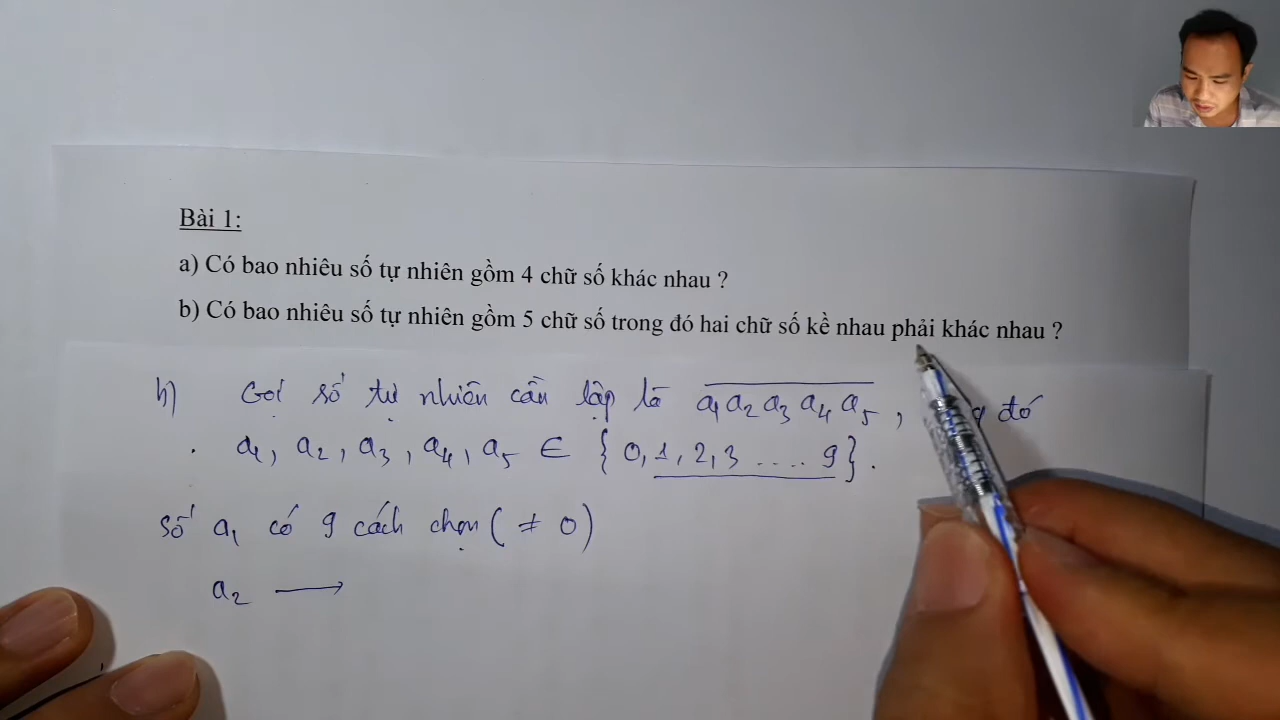 Bài 1:
a) Có bao nhiêu số tự nhiên gồm 4 chữ số khác nhau ?
b) Có bao nhiêu số tự nhiên gồm 5 chữ số trong đó hai chữ số kề nhau phải khác nhau ?
b) Gọi số tự nhiên cần lập là a1a2a3a4a5, đó
a1, a2, a3, a4, a5 ∈ {0, 1, 2, 3 .... 9}.
số a1 có 9 cách chọn (≠ 0)
a2 →